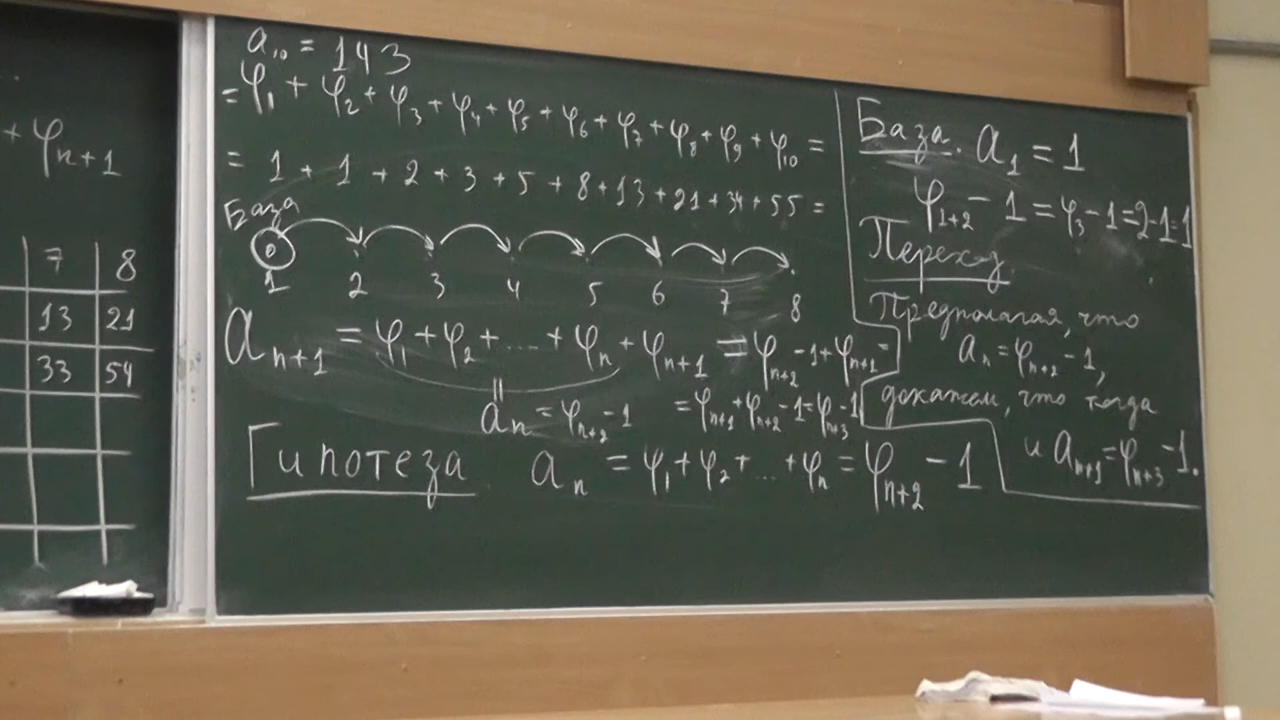 + φₙ₊₁
7 8
13 21
33 54
a₁₀ = 143
= φ₁ + φ₂ + φ₃ + φ₄ + φ₅ + φ₆ + φ₇ + φ₈ + φ₉ + φ₁₀ =
= 1 + 1 + 2 + 3 + 5 + 8 + 13 + 21 + 34 + 55 =
База
1 2 3 4 5 6 7 8
aₙ₊₁ = φ₁ + φ₂ + ... + φₙ + φₙ₊₁ = φₙ₊₂ - 1 + φₙ₊₁ =
aₙ = φₙ₊₂ - 1 = φₙ₊₁ + φₙ₊₂ - 1 = φₙ₊₃ - 1
Гипотеза aₙ = φ₁ + φ₂ + ... + φₙ = φₙ₊₂ - 1
База. a₁ = 1
φ₁₊₂ - 1 = φ₃ - 1 = 2 - 1 = 1
Переход.
Предполагая, что
aₙ = φₙ₊₂ - 1,
докажем, что тогда
и aₙ₊₁ = φₙ₊₃ - 1.